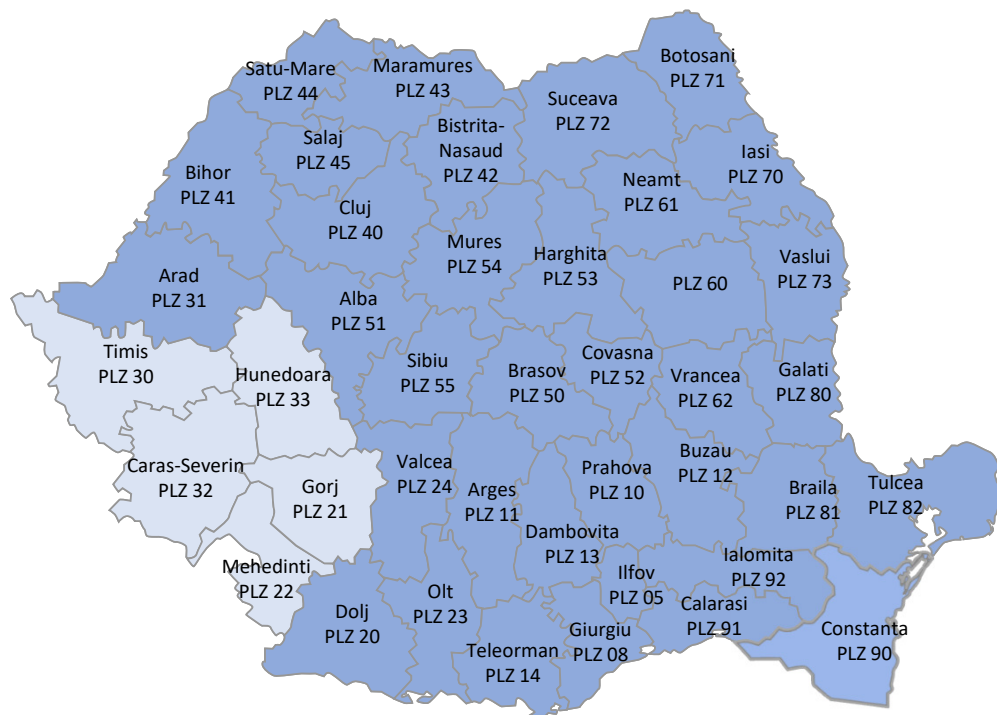 Botosani
PLZ 71
Satu-Mare
PLZ 44
Maramures
PLZ 43
Suceava
PLZ 72
Bistrita-
Nasaud
PLZ 42
Salaj
PLZ 45
Iasi
PLZ 70
Bihor
PLZ 41
Neamt
PLZ 61
Cluj
PLZ 40
Mures
PLZ 54
Harghita
PLZ 53
PLZ 60
Vaslui
PLZ 73
Arad
PLZ 31
Alba
PLZ 51
Timis
PLZ 30
Hunedoara
PLZ 33
Sibiu
PLZ 55
Brasov
PLZ 50
Covasna
PLZ 52
Vrancea
PLZ 62
Galati
PLZ 80
Caras-Severin
PLZ 32
Gorj
PLZ 21
Valcea
PLZ 24
Arges
PLZ 11
Prahova
PLZ 10
Buzau
PLZ 12
Braila
PLZ 81
Tulcea
PLZ 82
Dambovita
PLZ 13
Mehedinti
PLZ 22
Ilfov
PLZ 05
Ialomita
PLZ 92
Dolj
PLZ 20
Olt
PLZ 23
Calarasi
PLZ 91
Teleorman
PLZ 14
Giurgiu
PLZ 08
Constanta
PLZ 90